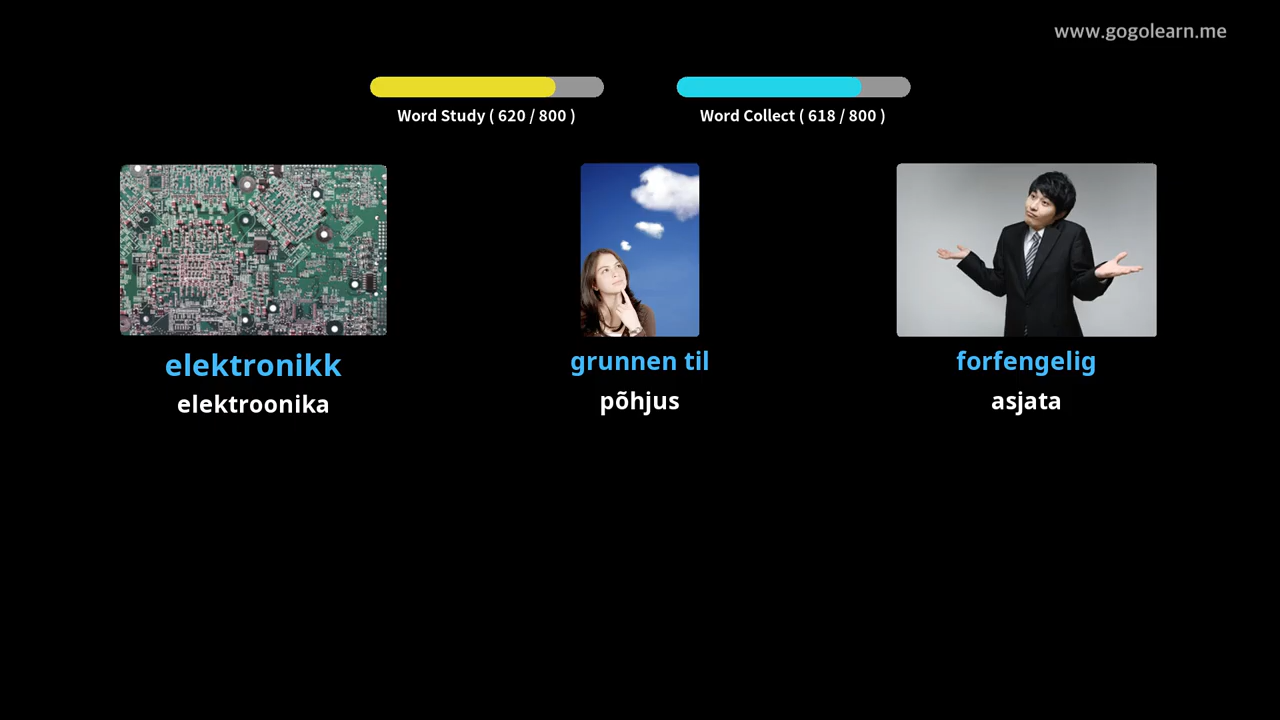 www.gogolearn.me
Word Study ( 620 / 800 )
Word Collect ( 618 / 800 )
elektronikk
elektroonika
grunnen til
põhjus
forfengelig
asjata